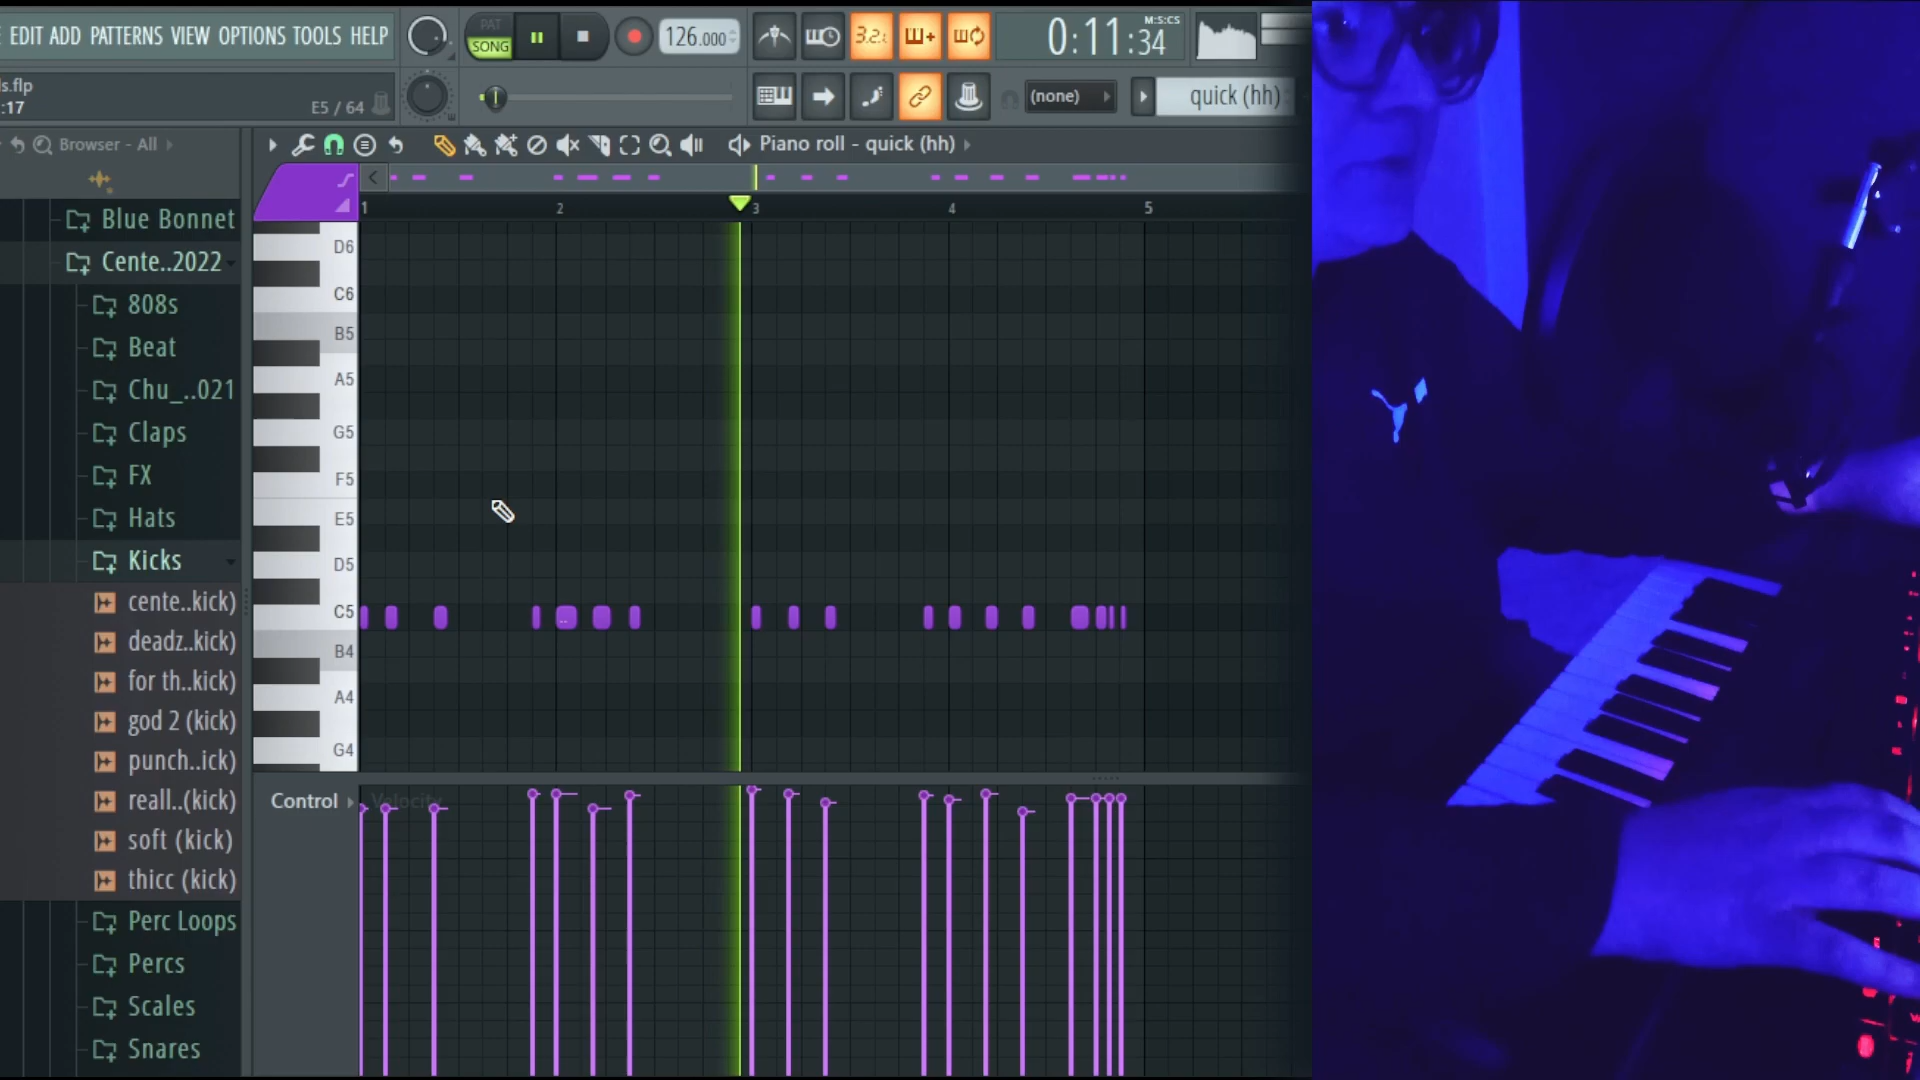 EDIT ADD PATTERNS VIEW OPTIONS TOOLS HELP
PAT
SONG
126.000
3.2.
M:S:CS
0:11:34
ls.flp
:17
E5 / 64
(none)
quick (hh)
Browser - All
Piano roll - quick (hh)
1
2
3
4
5
Blue Bonnet
Cente..2022
808s
Beat
Chu_..021
Claps
FX
Hats
Kicks
cente..kick)
deadz..kick)
for th..kick)
god 2 (kick)
punch..ick)
reall..(kick)
soft (kick)
thicc (kick)
Perc Loops
Percs
Scales
Snares
D6
C6
B5
A5
G5
F5
E5
D5
C5
B4
A4
G4
Control
Velocity